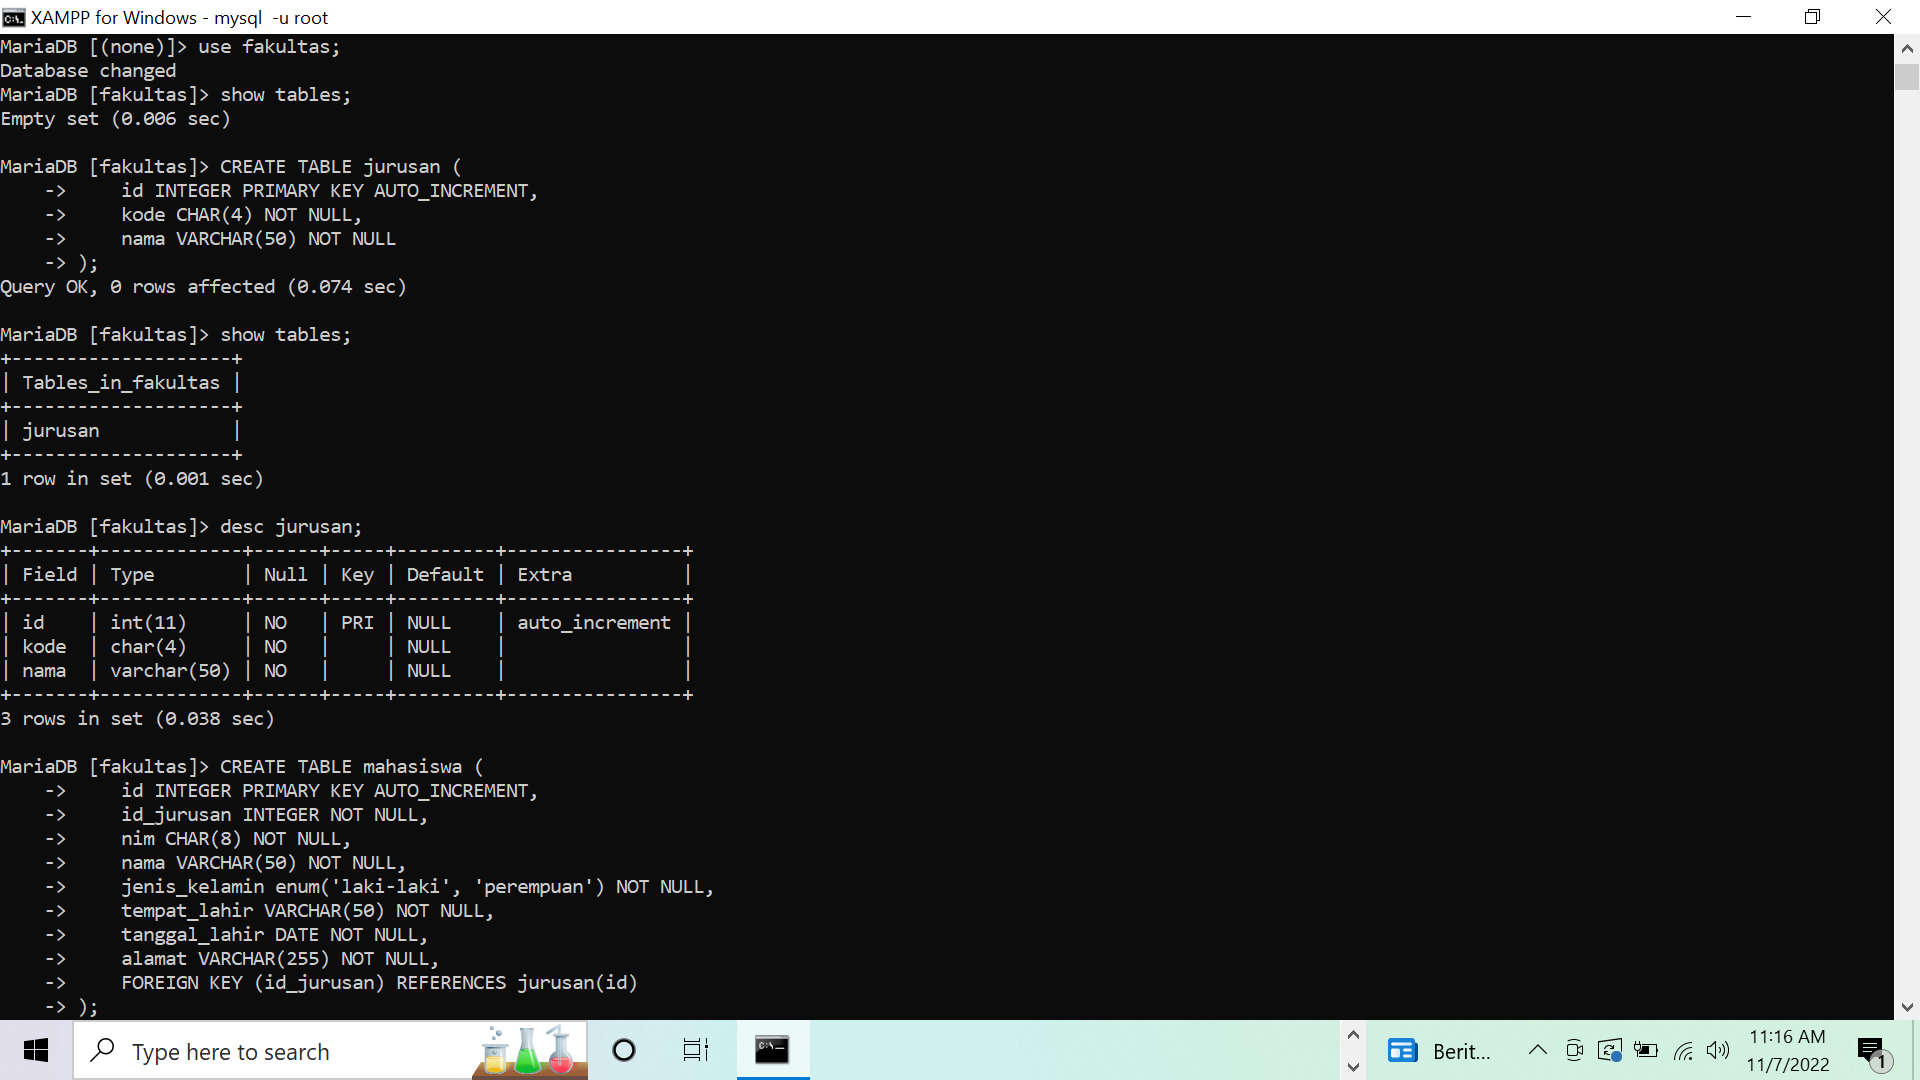 XAMPP for Windows - mysql  -u root
MariaDB [(none)]> use fakultas;
Database changed
MariaDB [fakultas]> show tables;
Empty set (0.006 sec)
MariaDB [fakultas]> CREATE TABLE jurusan (
    ->     id INTEGER PRIMARY KEY AUTO_INCREMENT,
    ->     kode CHAR(4) NOT NULL,
    ->     nama VARCHAR(50) NOT NULL
    -> );
Query OK, 0 rows affected (0.074 sec)
MariaDB [fakultas]> show tables;
+--------------------+
| Tables_in_fakultas |
+--------------------+
| jurusan            |
+--------------------+
1 row in set (0.001 sec)
MariaDB [fakultas]> desc jurusan;
+-------+-------------+------+-----+---------+----------------+
| Field | Type        | Null | Key | Default | Extra          |
+-------+-------------+------+-----+---------+----------------+
| id    | int(11)     | NO   | PRI | NULL    | auto_increment |
| kode  | char(4)     | NO   |     | NULL    |                |
| nama  | varchar(50) | NO   |     | NULL    |                |
+-------+-------------+------+-----+---------+----------------+
3 rows in set (0.038 sec)
MariaDB [fakultas]> CREATE TABLE mahasiswa (
    ->     id INTEGER PRIMARY KEY AUTO_INCREMENT,
    ->     id_jurusan INTEGER NOT NULL,
    ->     nim CHAR(8) NOT NULL,
    ->     nama VARCHAR(50) NOT NULL,
    ->     jenis_kelamin enum('laki-laki', 'perempuan') NOT NULL,
    ->     tempat_lahir VARCHAR(50) NOT NULL,
    ->     tanggal_lahir DATE NOT NULL,
    ->     alamat VARCHAR(255) NOT NULL,
    ->     FOREIGN KEY (id_jurusan) REFERENCES jurusan(id)
    -> );
Type here to search
Berit...
11:16 AM
11/7/2022
1